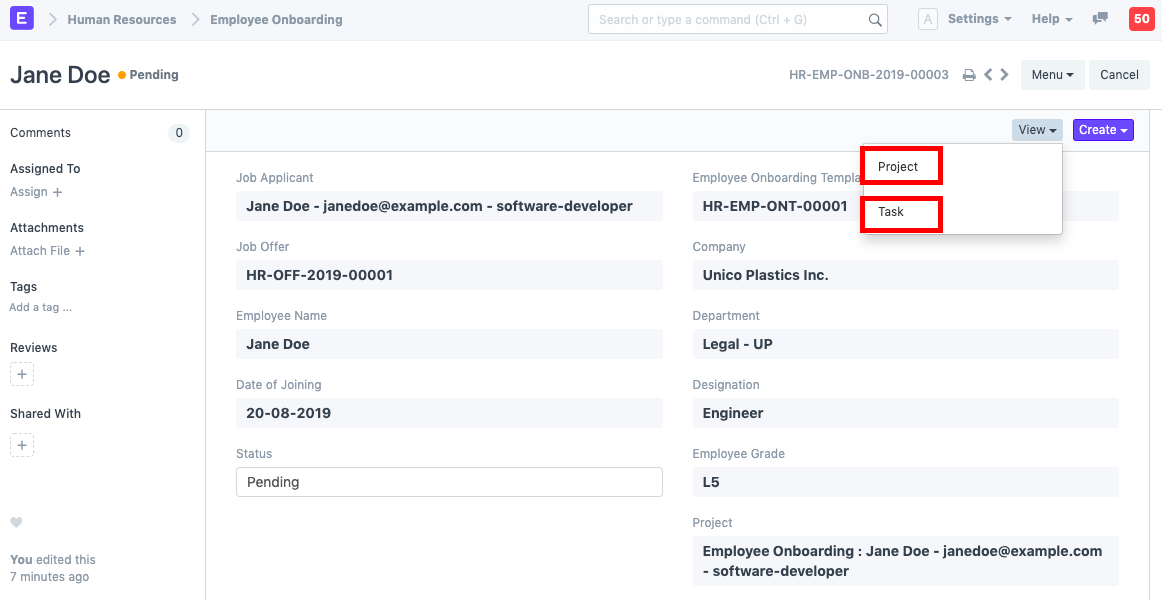 E Human Resources Employee Onboarding Search or type a command (Ctrl + G) A Settings Help 50
Jane Doe Pending HR-EMP-ONB-2019-00003 Menu Cancel
Comments 0
Assigned To
Assign +
Attachments
Attach File +
Tags
Add a tag ...
Reviews
+
Shared With
+
You edited this
7 minutes ago
View Create
Project
Task
Job Applicant
Jane Doe - janedoe@example.com - software-developer
Job Offer
HR-OFF-2019-00001
Employee Name
Jane Doe
Date of Joining
20-08-2019
Status
Pending
Employee Onboarding Templa
HR-EMP-ONT-00001
Company
Unico Plastics Inc.
Department
Legal - UP
Designation
Engineer
Employee Grade
L5
Project
Employee Onboarding : Jane Doe - janedoe@example.com
- software-developer